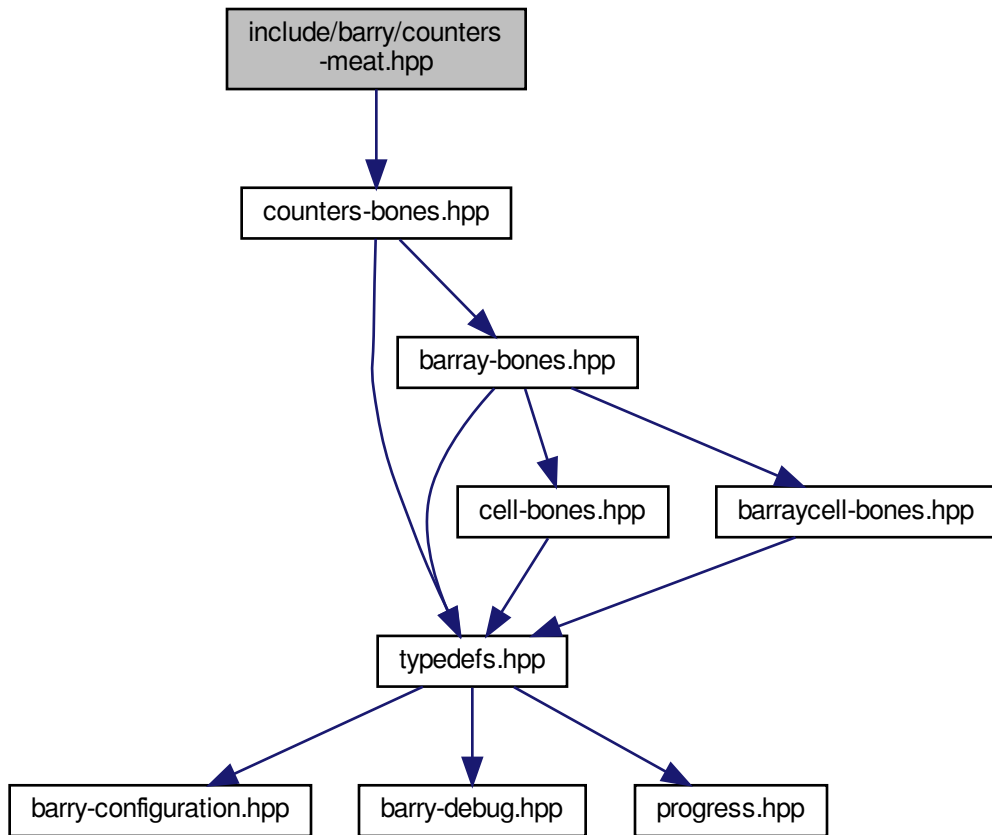 include/barry/counters
-meat.hpp
counters-bones.hpp
barray-bones.hpp
cell-bones.hpp
barraycell-bones.hpp
typedefs.hpp
barry-configuration.hpp
barry-debug.hpp
progress.hpp